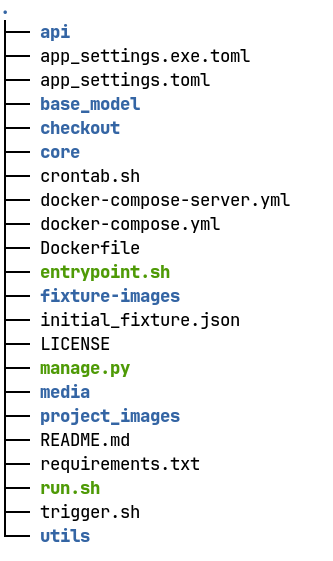 .
├── api
├── app_settings.exe.toml
├── app_settings.toml
├── base_model
├── checkout
├── core
├── crontab.sh
├── docker-compose-server.yml
├── docker-compose.yml
├── Dockerfile
├── entrypoint.sh
├── fixture-images
├── initial_fixture.json
├── LICENSE
├── manage.py
├── media
├── project_images
├── README.md
├── requirements.txt
├── run.sh
├── trigger.sh
└── utils